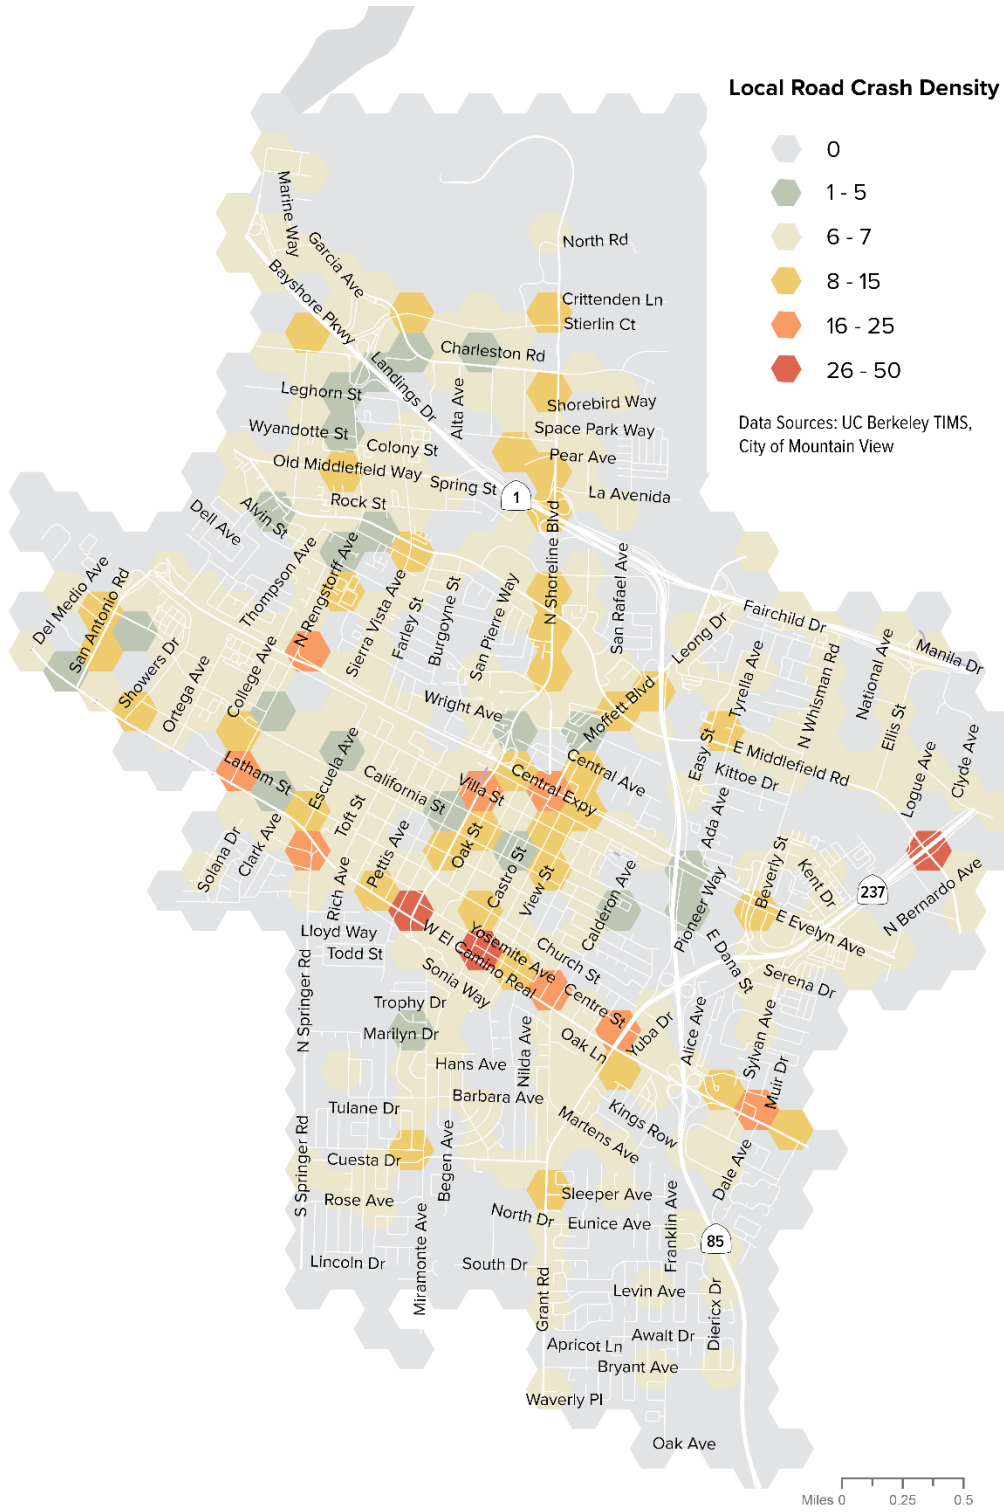 Local Road Crash Density
0
1 - 5
6 - 7
8 - 15
16 - 25
26 - 50
Data Sources: UC Berkeley TIMS,
City of Mountain View
Marine Way
North Rd
Garcia Ave
Bayshore Pkwy
Crittenden Ln
Stierlin Ct
Charleston Rd
Landings Dr
Leghorn St
Alta Ave
Shorebird Way
Wyandotte St
Space Park Way
Colony St
Pear Ave
Old Middlefield Way
Spring St
1
La Avenida
Rock St
Alvin St
Dell Ave
N Shoreline Blvd
San Rafael Ave
Thompson Ave
N Rengstorff Ave
Del Medio Ave
San Antonio Rd
Sierra Vista Ave
Farley St
Burgoyne St
San Pierre Way
Leong Dr
Fairchild Dr
Manila Dr
Showers Dr
Ortega Ave
College Ave
Wright Ave
Moffett Blvd
Tyrella Ave
N Whisman Rd
National Ave
Ellis St
Easy St
E Middlefield Rd
Logue Ave
Clyde Ave
Latham St
Escuela Ave
California St
Villa St
Central Expy
Central Ave
Kittoe Dr
Ada Ave
Toft St
Solana Dr
Clark Ave
Pettis Ave
Oak St
Castro St
View St
Rich Ave
Calderon Ave
Pioneer Way
Beverly St
Kent Dr
237
N Bernardo Ave
E Evelyn Ave
Lloyd Way
Todd St
W El Camino Real
Yosemite Ave
Church St
E Dana St
Serena Dr
Sonia Way
Centre St
N Springer Rd
Trophy Dr
Marilyn Dr
Oak Ln
Yuba Dr
Alice Ave
Sylvan Ave
Muir Dr
Nilda Ave
Hans Ave
Barbara Ave
Tulane Dr
Kings Row
Martens Ave
S Springer Rd
Cuesta Dr
Begen Ave
Dale Ave
Rose Ave
Sleeper Ave
North Dr
Eunice Ave
Franklin Ave
85
Miramonte Ave
Lincoln Dr
South Dr
Grant Rd
Levin Ave
Diericx Dr
Awalt Dr
Apricot Ln
Bryant Ave
Waverly Pl
Oak Ave
Miles 0 0.25 0.5